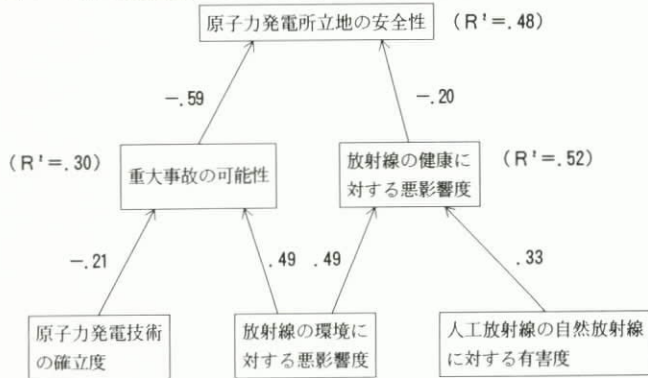 原子力発電所立地の安全性 (R²=.48)
-.59 -.20
(R²=.30) 重大事故の可能性 放射線の健康に (R²=.52)
対する悪影響度
-.21 .49 .49 .33
原子力発電技術 放射線の環境に 人工放射線の自然放射線
の確立度 対する悪影響度 に対する有害度